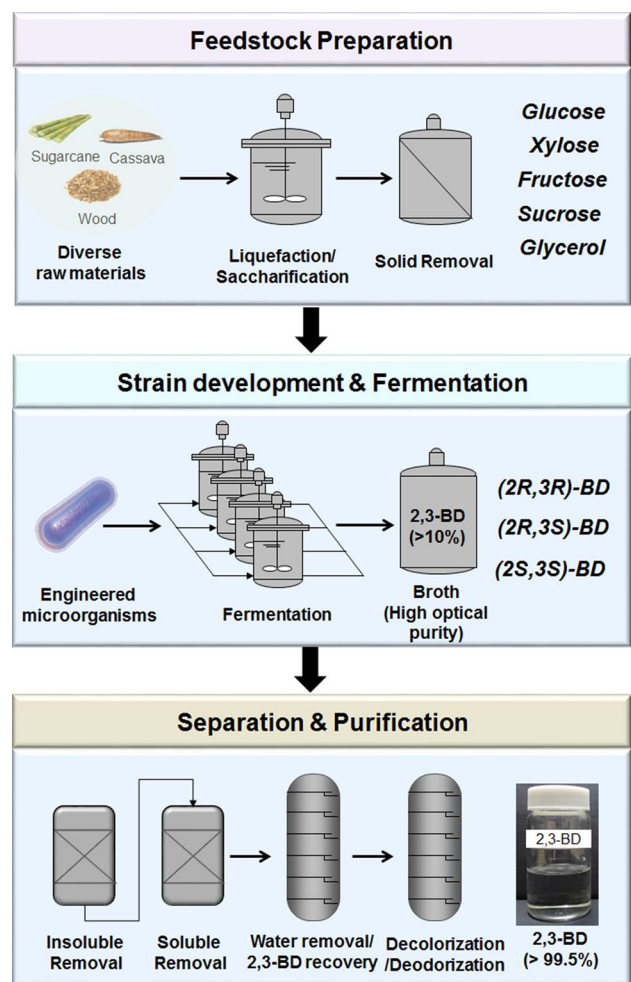 Feedstock Preparation
Sugarcane
Cassava
Wood
Diverse
raw materials
Liquefaction/
Saccharification
Solid Removal
Glucose
Xylose
Fructose
Sucrose
Glycerol
Strain development & Fermentation
Engineered
microorganisms
Fermentation
2,3-BD
(>10%)
Broth
(High optical
purity)
(2R,3R)-BD
(2R,3S)-BD
(2S,3S)-BD
Separation & Purification
Insoluble
Removal
Soluble
Removal
Water removal/
2,3-BD recovery
Decolorization
/Deodorization
2,3-BD
2,3-BD
(> 99.5%)